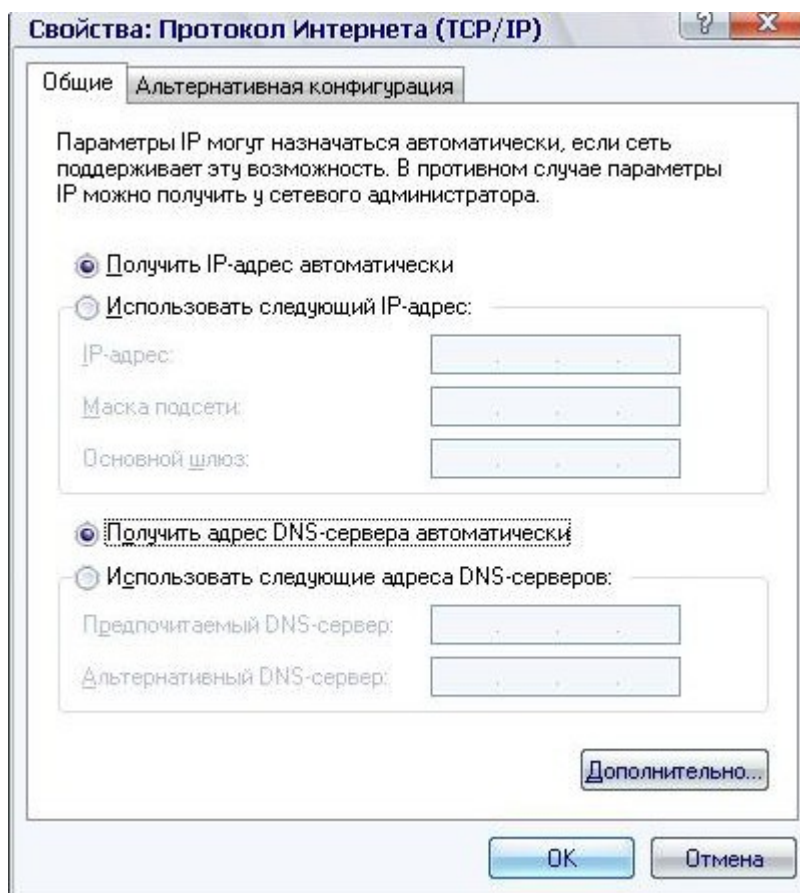 Свойства: Протокол Интернета (TCP/IP)
Общие
Альтернативная конфигурация
Параметры IP могут назначаться автоматически, если сеть
поддерживает эту возможность. В противном случае параметры
IP можно получить у сетевого администратора.
Получить IP-адрес автоматически
Использовать следующий IP-адрес:
IP-адрес:
Маска подсети:
Основной шлюз:
Получить адрес DNS-сервера автоматически
Использовать следующие адреса DNS-серверов:
Предпочитаемый DNS-сервер:
Альтернативный DNS-сервер:
Дополнительно...
OK
Отмена